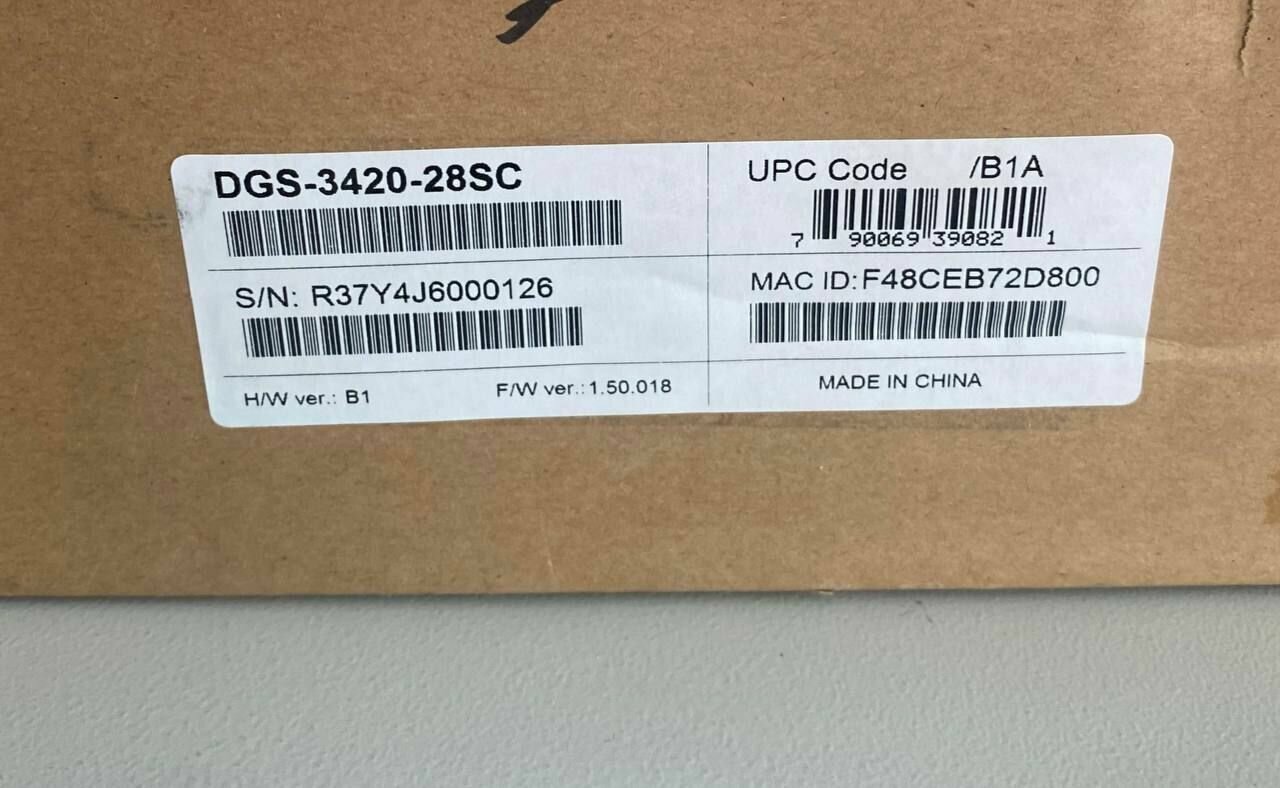 DGS-3420-28SC
UPC Code /B1A
7 90069 39082 1
S/N: R37Y4J6000126
MAC ID:F48CEB72D800
H/W ver.: B1
F/W ver.:1.50.018
MADE IN CHINA